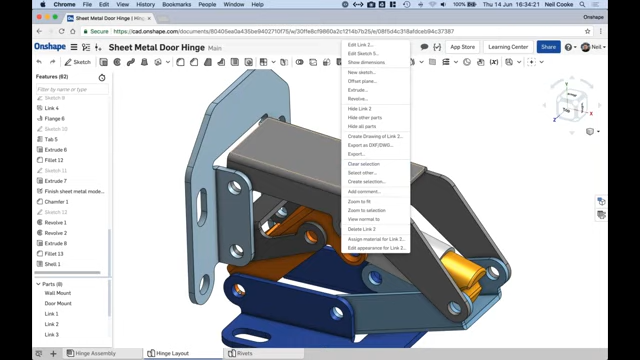 Chrome File Edit View History Bookmarks People Window Help
100% Thu 14 Jun 16:34:21 Neil Cooke
Sheet Metal Door Hinge | Hin
Onshape
Secure https://cad.onshape.com/documents/
Onshape Sheet Metal Door Hinge Main
App Store Learning Center Share Neil
Sketch
Features (82)
Filter by name or type
Sketch 8
Link 4
Flange 6
Sketch 10
Tab 5
Extrude 6
Fillet 12
Sketch 11
Extrude 7
Finish sheet metal mode...
Chamfer 1
Sketch 12
Revolve 1
Revolve 2
Extrude 8
Fillet 13
Shell 1
Parts (8)
Wall Mount
Door Mount
Link 1
Link 2
Link 3
Edit Link 2...
Edit Sketch 5...
Show dimensions
New sketch...
Offset plane...
Extrude...
Revolve...
Hide Link 2
Hide other parts
Hide all parts
Create Drawing of Link 2...
Export as DXF/DWG...
Export...
Clear selection
Select other...
Create selection...
Add comment...
Zoom to fit
Zoom to selection
View normal to
Delete Link 2
Assign material for Link 2...
Edit appearance for Link 2...
Hinge Assembly Hinge Layout Rivets